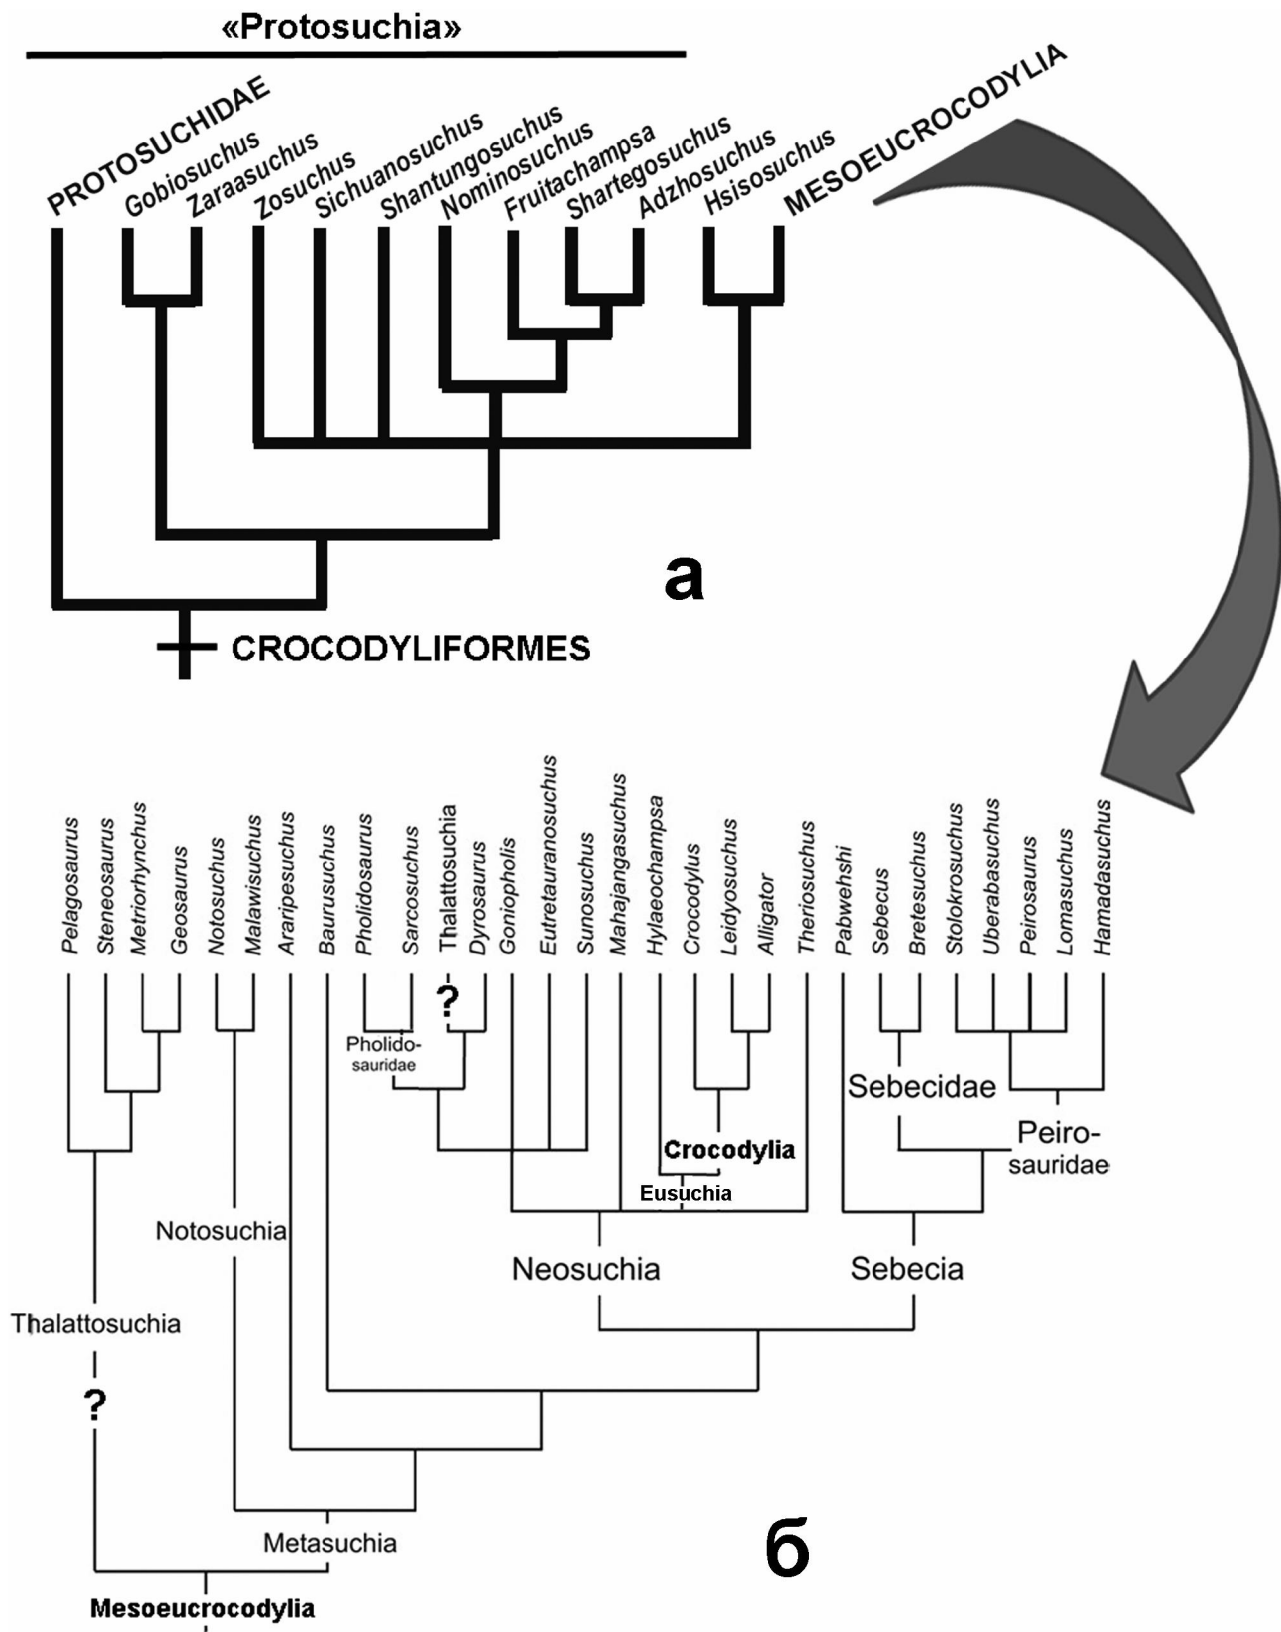 «Protosuchia»
PROTOSUCHIDAE
Gobiosuchus
Zaraasuchus
Zosuchus
Sichuanosuchus
Shantungosuchus
Nominosuchus
Fruitachampsa
Shartegosuchus
Adzhosuchus
Hsisosuchus
MESOEUCROCODYLIA
а
CROCODYLIFORMES
Pelagosaurus
Steneosaurus
Metriorhynchus
Geosaurus
Notosuchus
Malawisuchus
Araripesuchus
Baurusuchus
Pholidosaurus
Sarcosuchus
Thalattosuchia
Dyrosaurus
Goniopholis
Eutretauranosuchus
Sunosuchus
Mahajangasuchus
Hylaeochampsa
Crocodylus
Leidyosuchus
Alligator
Theriosuchus
Pabwehshi
Sebecus
Bretesuchus
Stolokrosuchus
Uberabasuchus
Peirosaurus
Lomasuchus
Hamadasuchus
?
Pholido-
sauridae
Sebecidae
Peiro-
sauridae
Crocodylia
Eusuchia
Notosuchia
Neosuchia
Sebecia
Thalattosuchia
?
Metasuchia
б
Mesoeucrocodylia